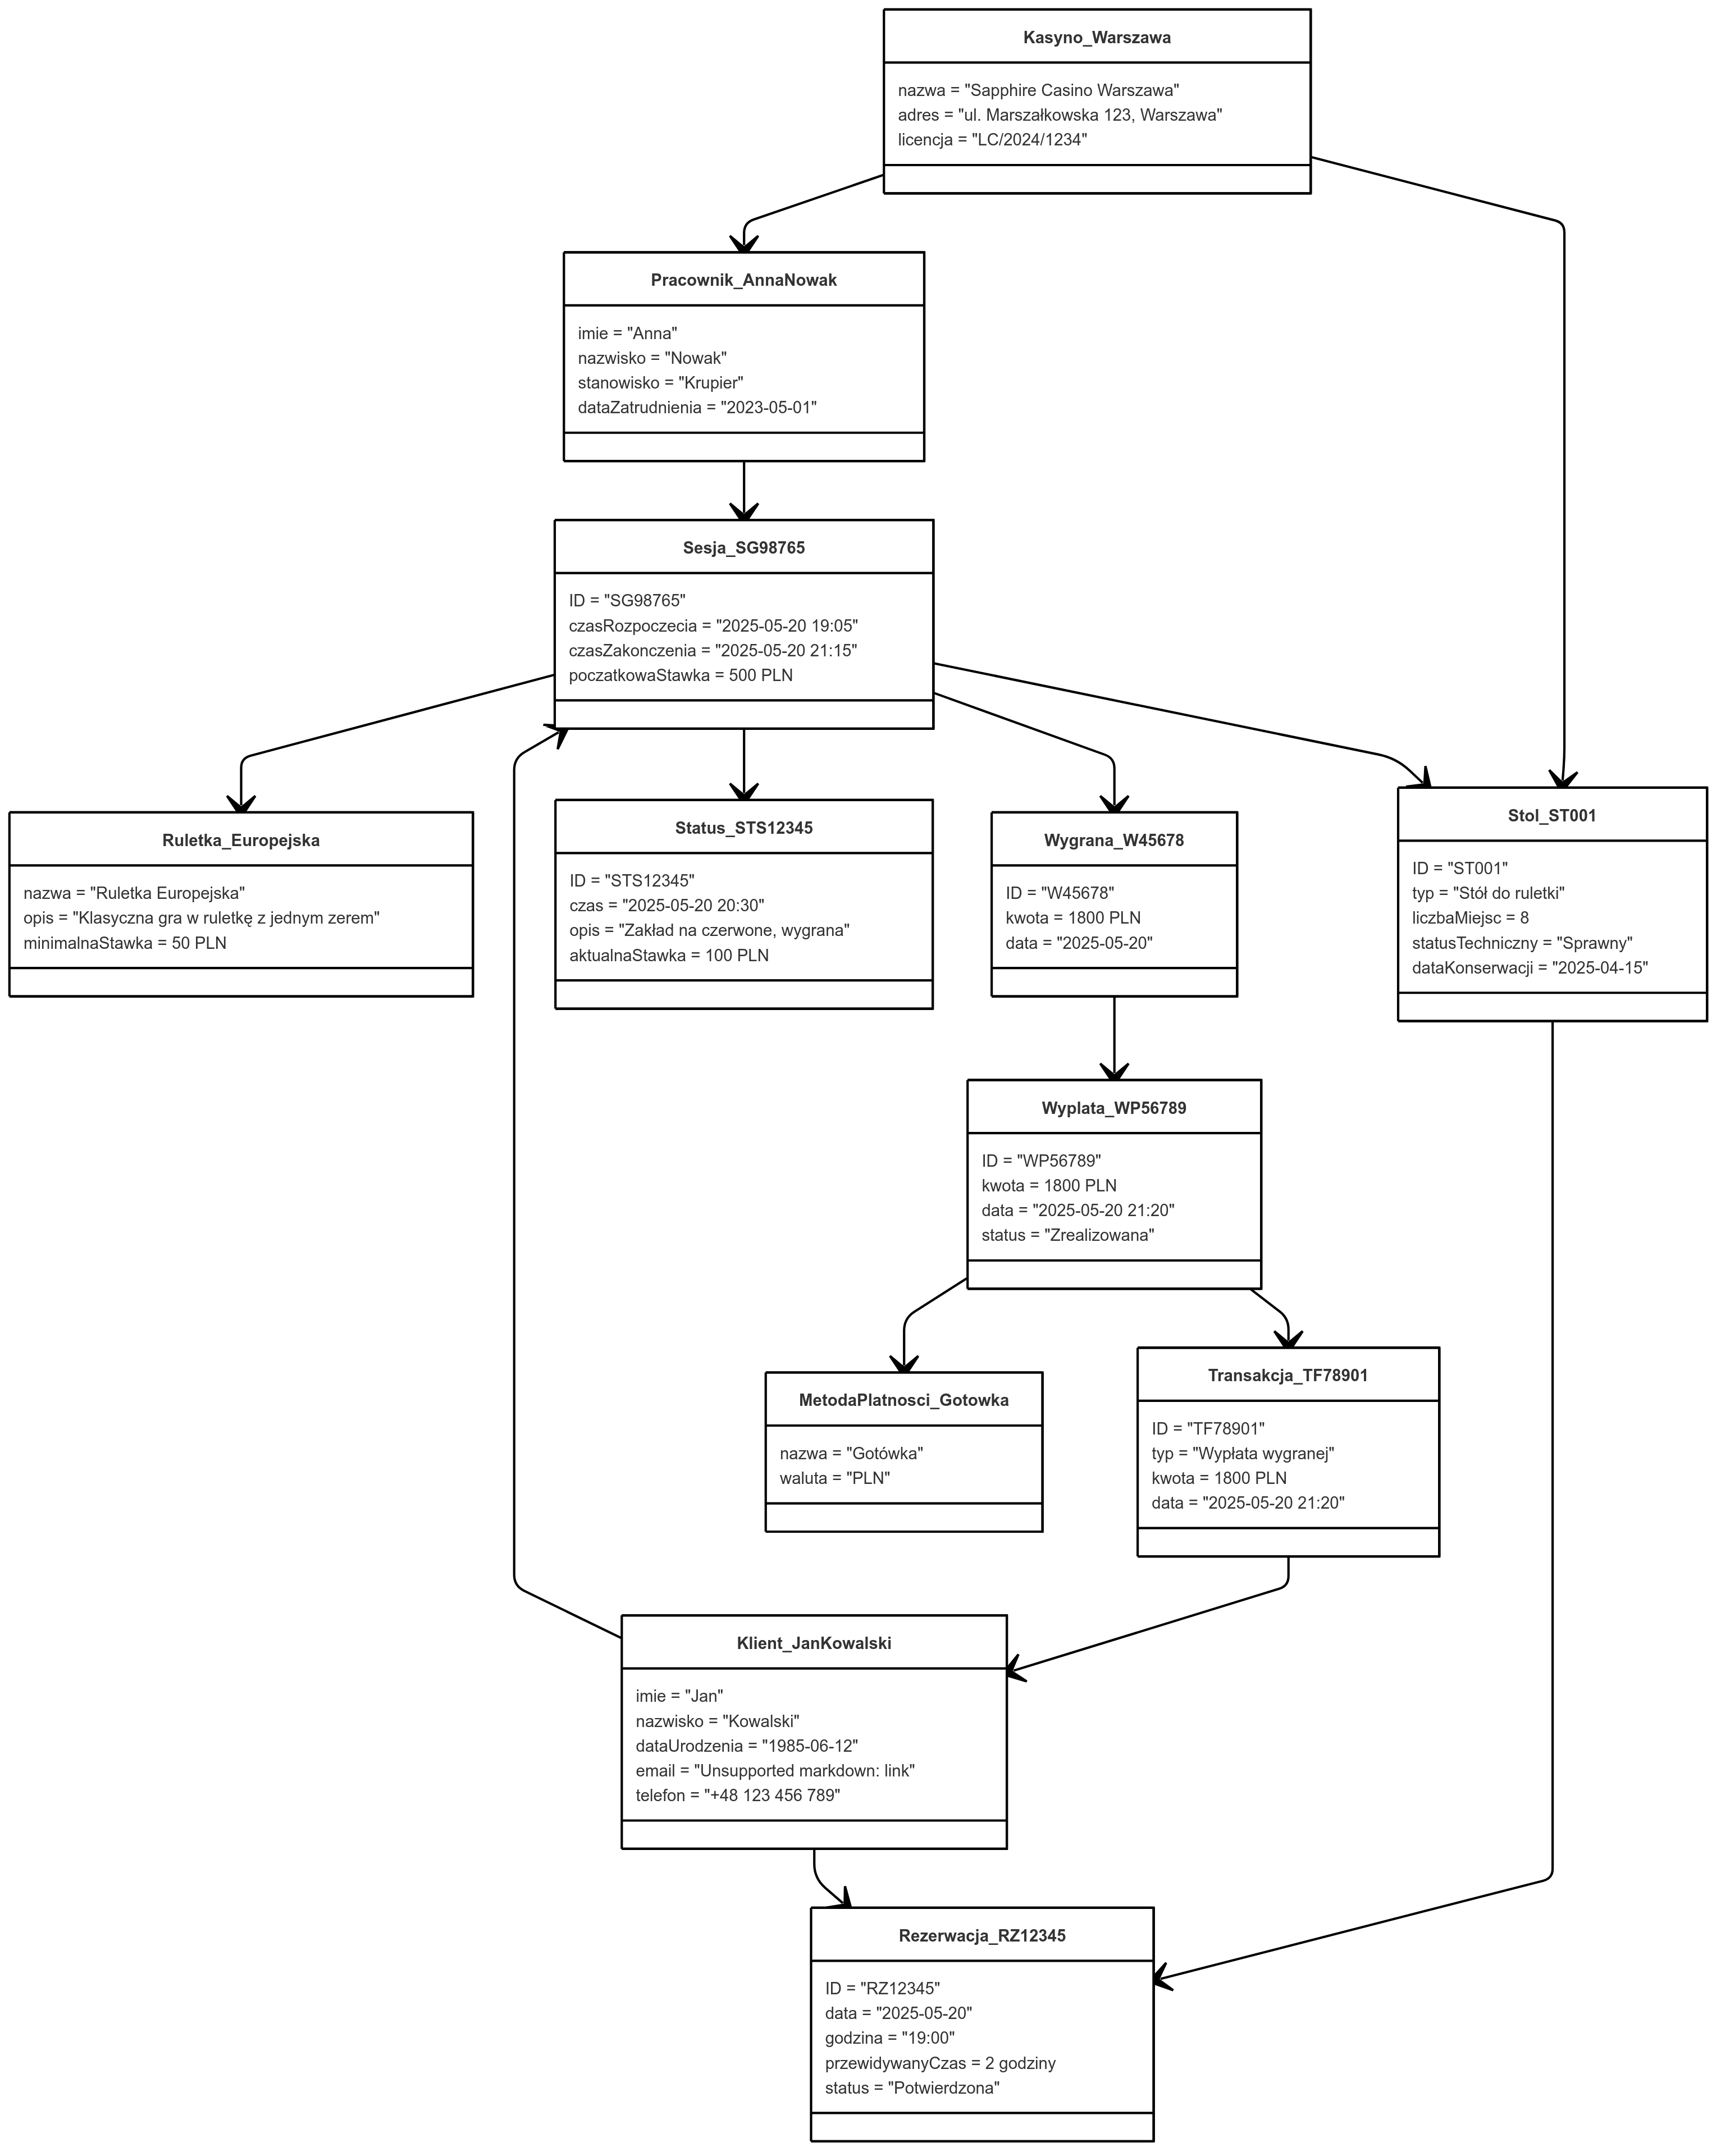 Kasyno_Warszawa
nazwa = "Sapphire Casino Warszawa"
adres = "ul. Marszałkowska 123, Warszawa"
licencja = "LC/2024/1234"
Pracownik_AnnaNowak
imie = "Anna"
nazwisko = "Nowak"
stanowisko = "Krupier"
dataZatrudnienia = "2023-05-01"
Sesja_SG98765
ID = "SG98765"
czasRozpoczecia = "2025-05-20 19:05"
czasZakonczenia = "2025-05-20 21:15"
poczatkowaStawka = 500 PLN
Ruletka_Europejska
nazwa = "Ruletka Europejska"
opis = "Klasyczna gra w ruletkę z jednym zerem"
minimalnaStawka = 50 PLN
Status_STS12345
ID = "STS12345"
czas = "2025-05-20 20:30"
opis = "Zakład na czerwone, wygrana"
aktualnaStawka = 100 PLN
Wygrana_W45678
ID = "W45678"
kwota = 1800 PLN
data = "2025-05-20"
Stol_ST001
ID = "ST001"
typ = "Stół do ruletki"
liczbaMiejsc = 8
statusTechniczny = "Sprawny"
dataKonserwacji = "2025-04-15"
Wyplata_WP56789
ID = "WP56789"
kwota = 1800 PLN
data = "2025-05-20 21:20"
status = "Zrealizowana"
MetodaPlatnosci_Gotowka
nazwa = "Gotówka"
waluta = "PLN"
Transakcja_TF78901
ID = "TF78901"
typ = "Wypłata wygranej"
kwota = 1800 PLN
data = "2025-05-20 21:20"
Klient_JanKowalski
imie = "Jan"
nazwisko = "Kowalski"
dataUrodzenia = "1985-06-12"
email = "Unsupported markdown: link"
telefon = "+48 123 456 789"
Rezerwacja_RZ12345
ID = "RZ12345"
data = "2025-05-20"
godzina = "19:00"
przewidywanyCzas = 2 godziny
status = "Potwierdzona"